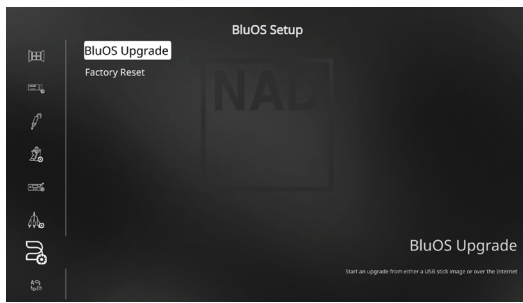 BluOS Setup
BluOS Upgrade
Factory Reset
NAD
BluOS Upgrade
Start an upgrade from either a USB stick image or over the Internet